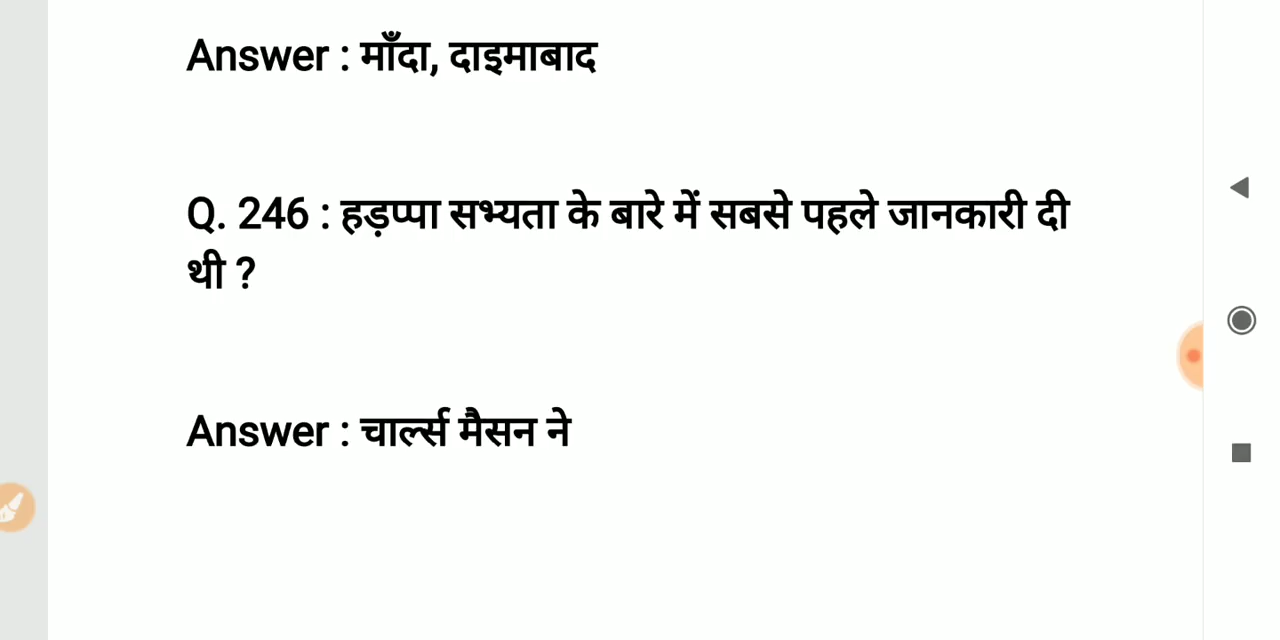 Answer : माँदा, दाइमाबाद
Q. 246 : हड़प्पा सभ्यता के बारे में सबसे पहले जानकारी दी
थी ?
Answer : चार्ल्स मैसन ने